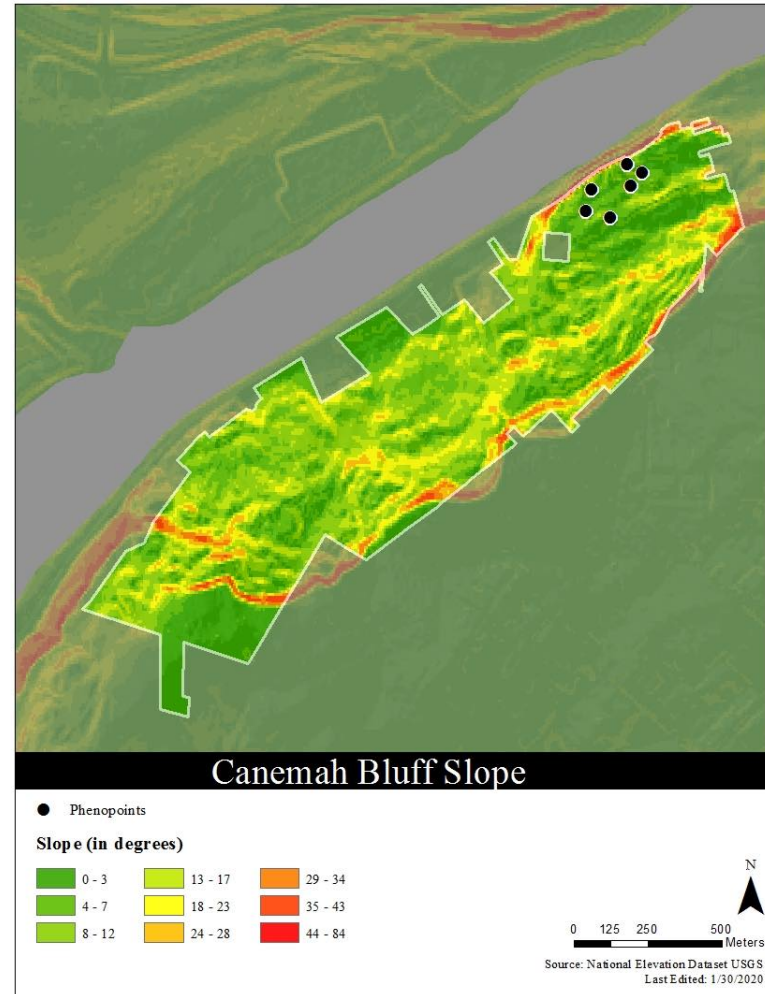 Canemah Bluff Slope
Phenopoints
Slope (in degrees)
0 - 3 13 - 17 29 - 34
4 - 7 18 - 23 35 - 43
8 - 12 24 - 28 44 - 84
N
0 125 250 500
Meters
Source: National Elevation Dataset USGS
Last Edited: 1/30/2020